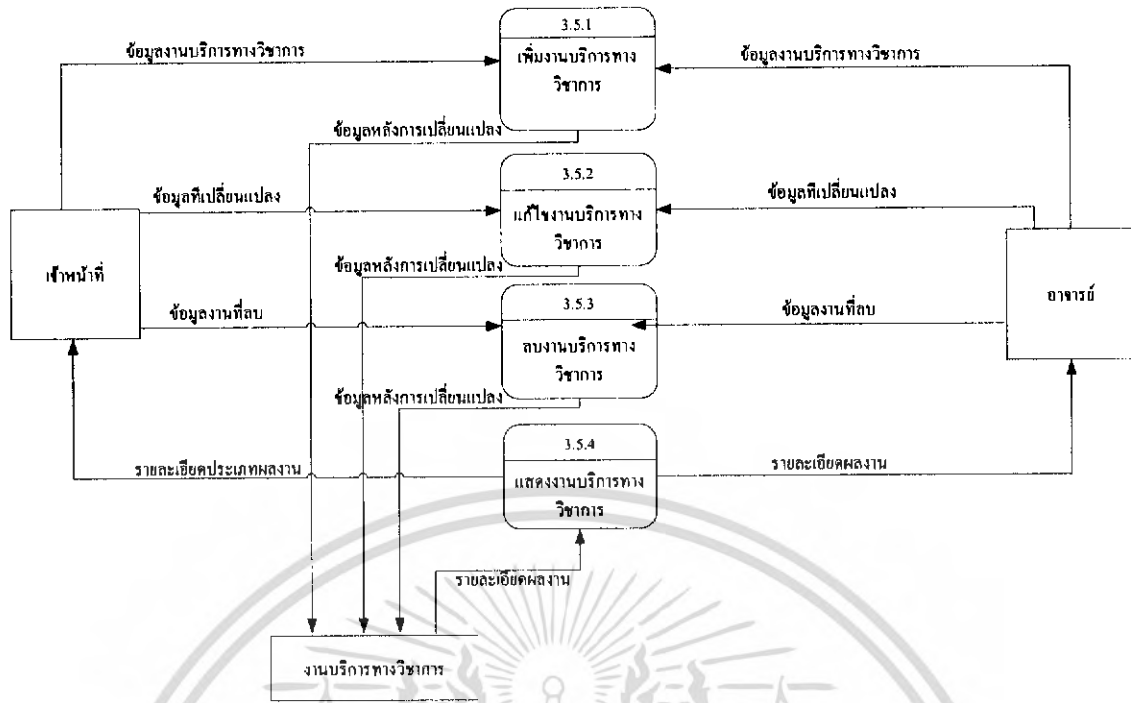 3.5.1
ข้อมูลงานบริการทางวิชาการ
เพิ่มงานบริการทาง
วิชาการ
ข้อมูลงานบริการทางวิชาการ
ข้อมูลหลังการเปลี่ยนแปลง
3.5.2
ข้อมูลที่เปลี่ยนแปลง
แก้ไขงานบริการทาง
วิชาการ
ข้อมูลที่เปลี่ยนแปลง
เจ้าหน้าที่
อาจารย์
ข้อมูลหลังการเปลี่ยนแปลง
3.5.3
ข้อมูลงานที่ลบ
ลบงานบริการทาง
วิชาการ
ข้อมูลงานที่ลบ
ข้อมูลหลังการเปลี่ยนแปลง
3.5.4
รายละเอียดประเภทผลงาน
แสดงงานบริการทาง
วิชาการ
รายละเอียดผลงาน
รายละเอียดผลงาน
งานบริการทางวิชาการ